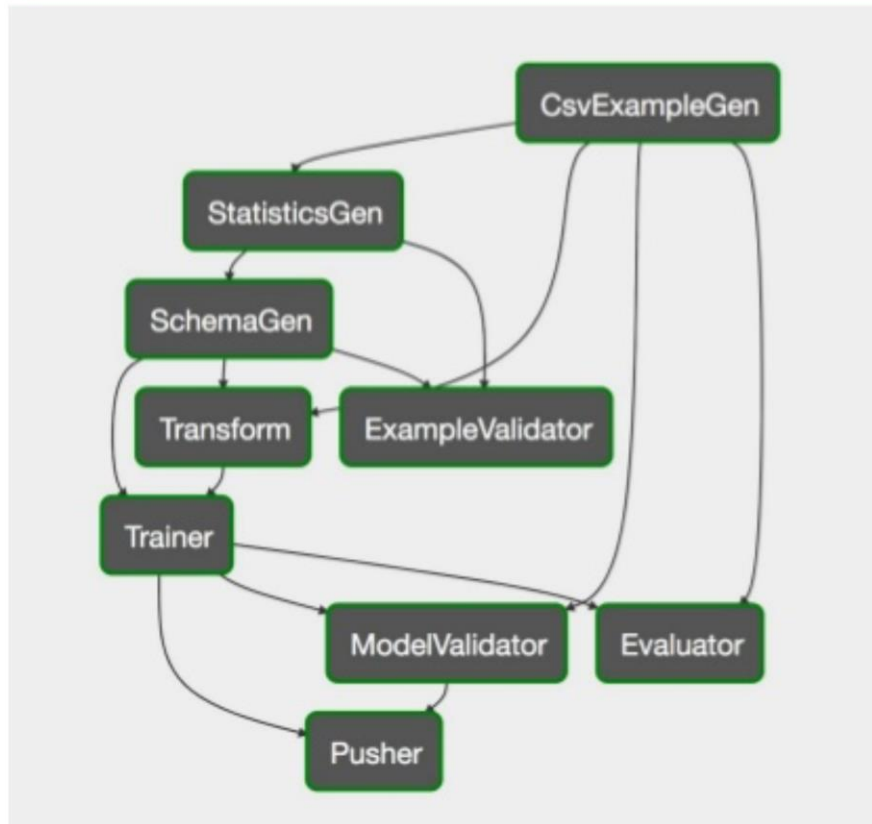 CsvExampleGen
StatisticsGen
SchemaGen
Transform
ExampleValidator
Trainer
ModelValidator
Evaluator
Pusher